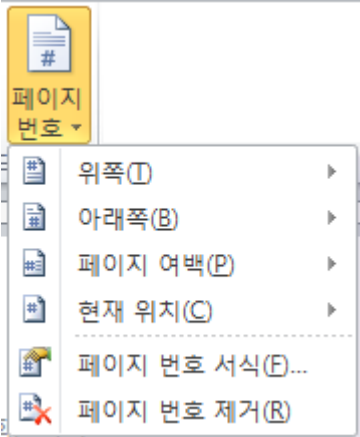 페이지
번호
위쪽(T)
아래쪽(B)
페이지 여백(P)
현재 위치(C)
페이지 번호 서식(F)...
페이지 번호 제거(R)